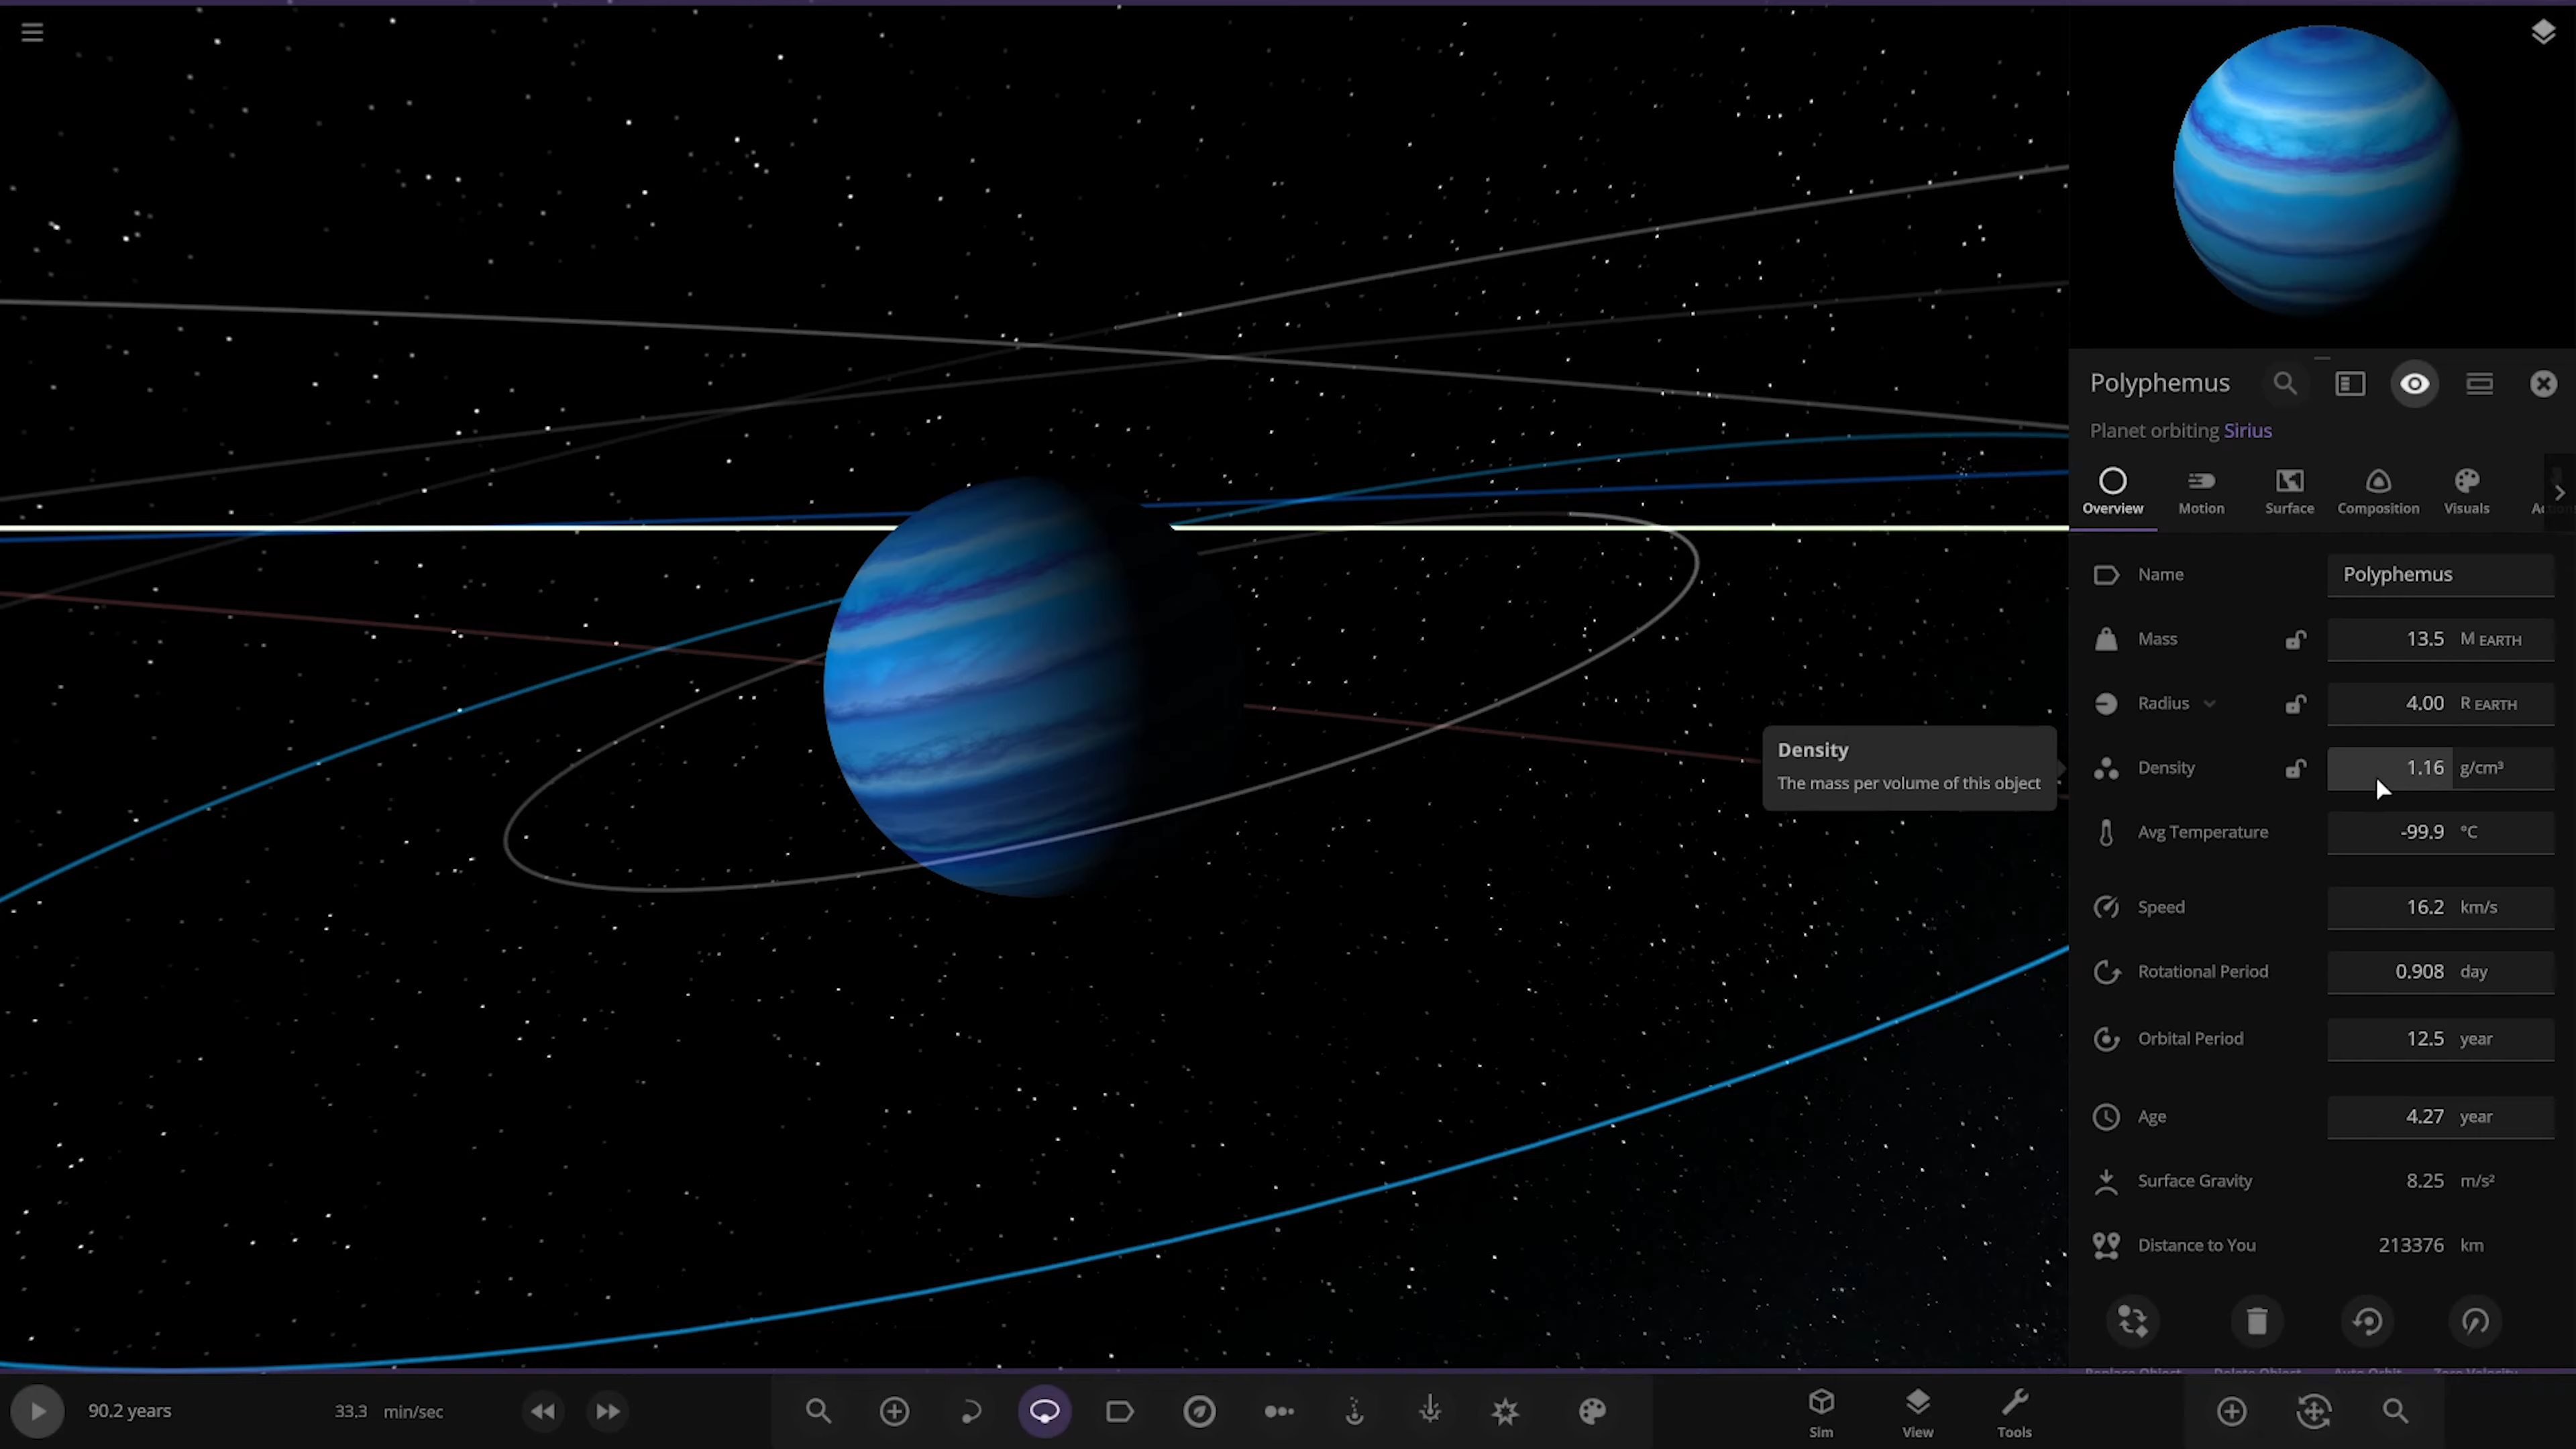 Polyphemus
Planet orbiting Sirius
Overview
Motion
Surface
Composition
Visuals
Name
Polyphemus
Mass
13.5 M EARTH
Radius
4.00 R EARTH
Density
The mass per volume of this object
Density
1.16 g/cm³
Avg Temperature
-99.9 °C
Speed
16.2 km/s
Rotational Period
0.908 day
Orbital Period
12.5 year
Age
4.27 year
Surface Gravity
8.25 m/s²
Distance to You
213376 km
90.2 years
33.3 min/sec
Sim
View
Tools